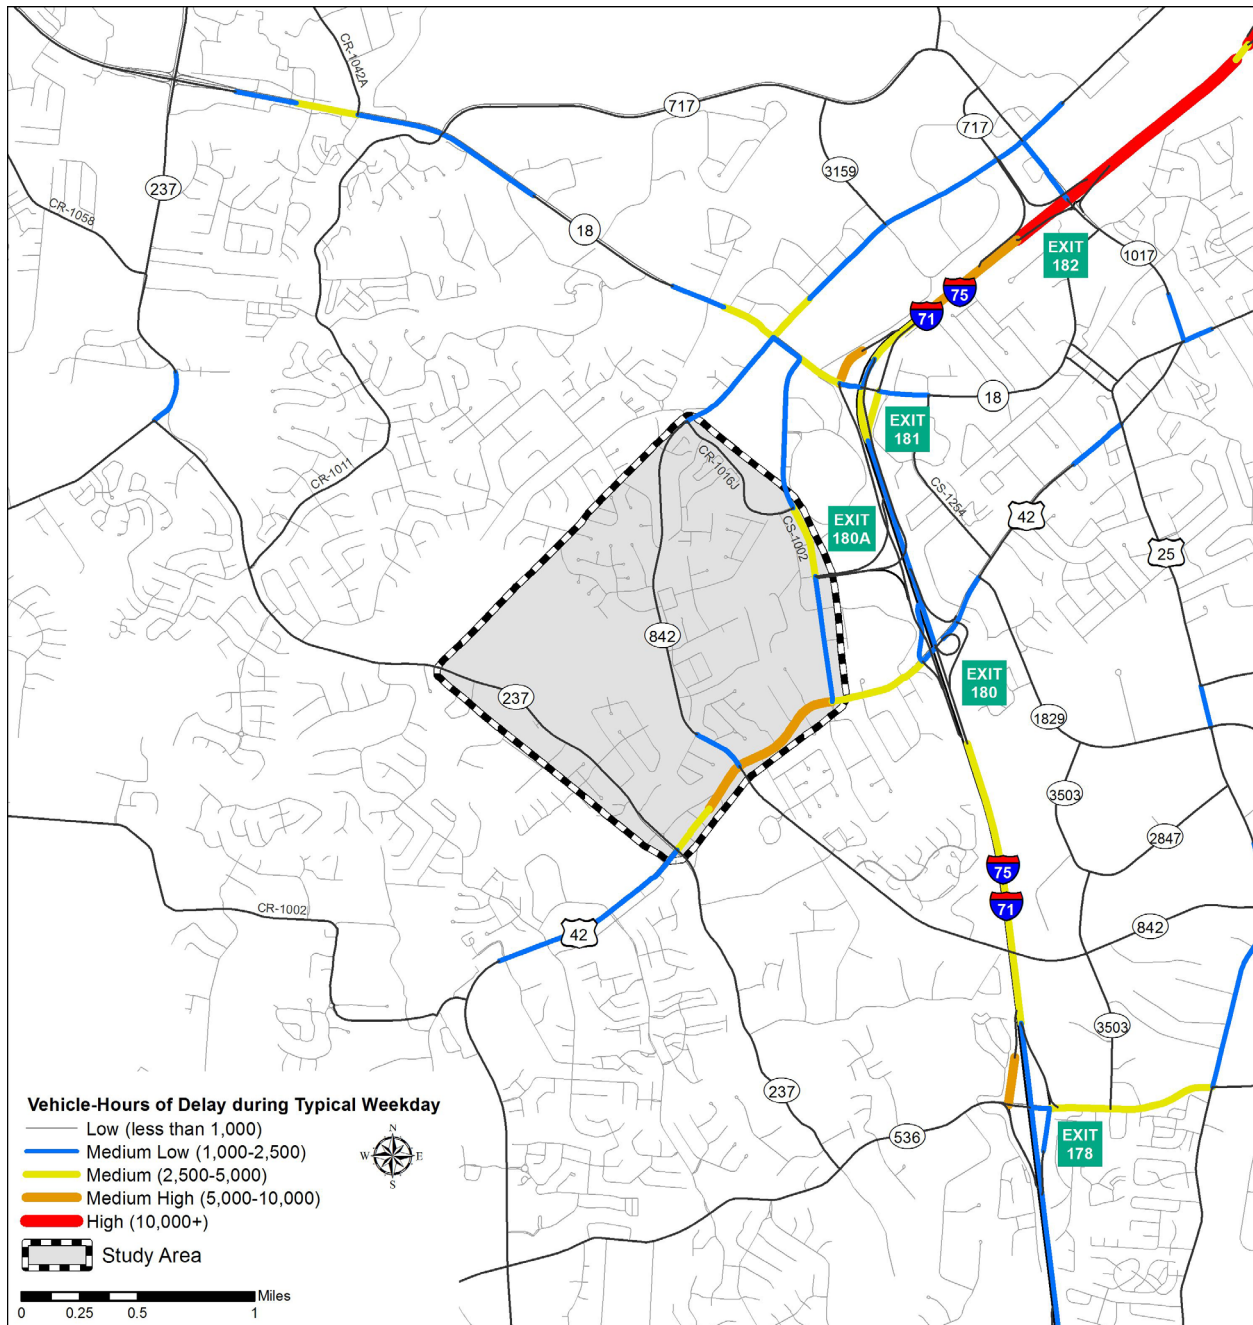 CR-1042A
717
717
237
3159
CR-1058
18
EXIT
182
1017
75
71
18
EXIT
181
CR-1016J
CR-1011
CS-1254
EXIT
180A
42
CS-1002
25
842
237
EXIT
180
1829
3503
2847
75
71
CR-1002
842
42
3503
237
536
EXIT
178
Vehicle-Hours of Delay during Typical Weekday
Low (less than 1,000)
Medium Low (1,000-2,500)
Medium (2,500-5,000)
Medium High (5,000-10,000)
High (10,000+)
Study Area
N
W E
S
Miles
0 0.25 0.5 1